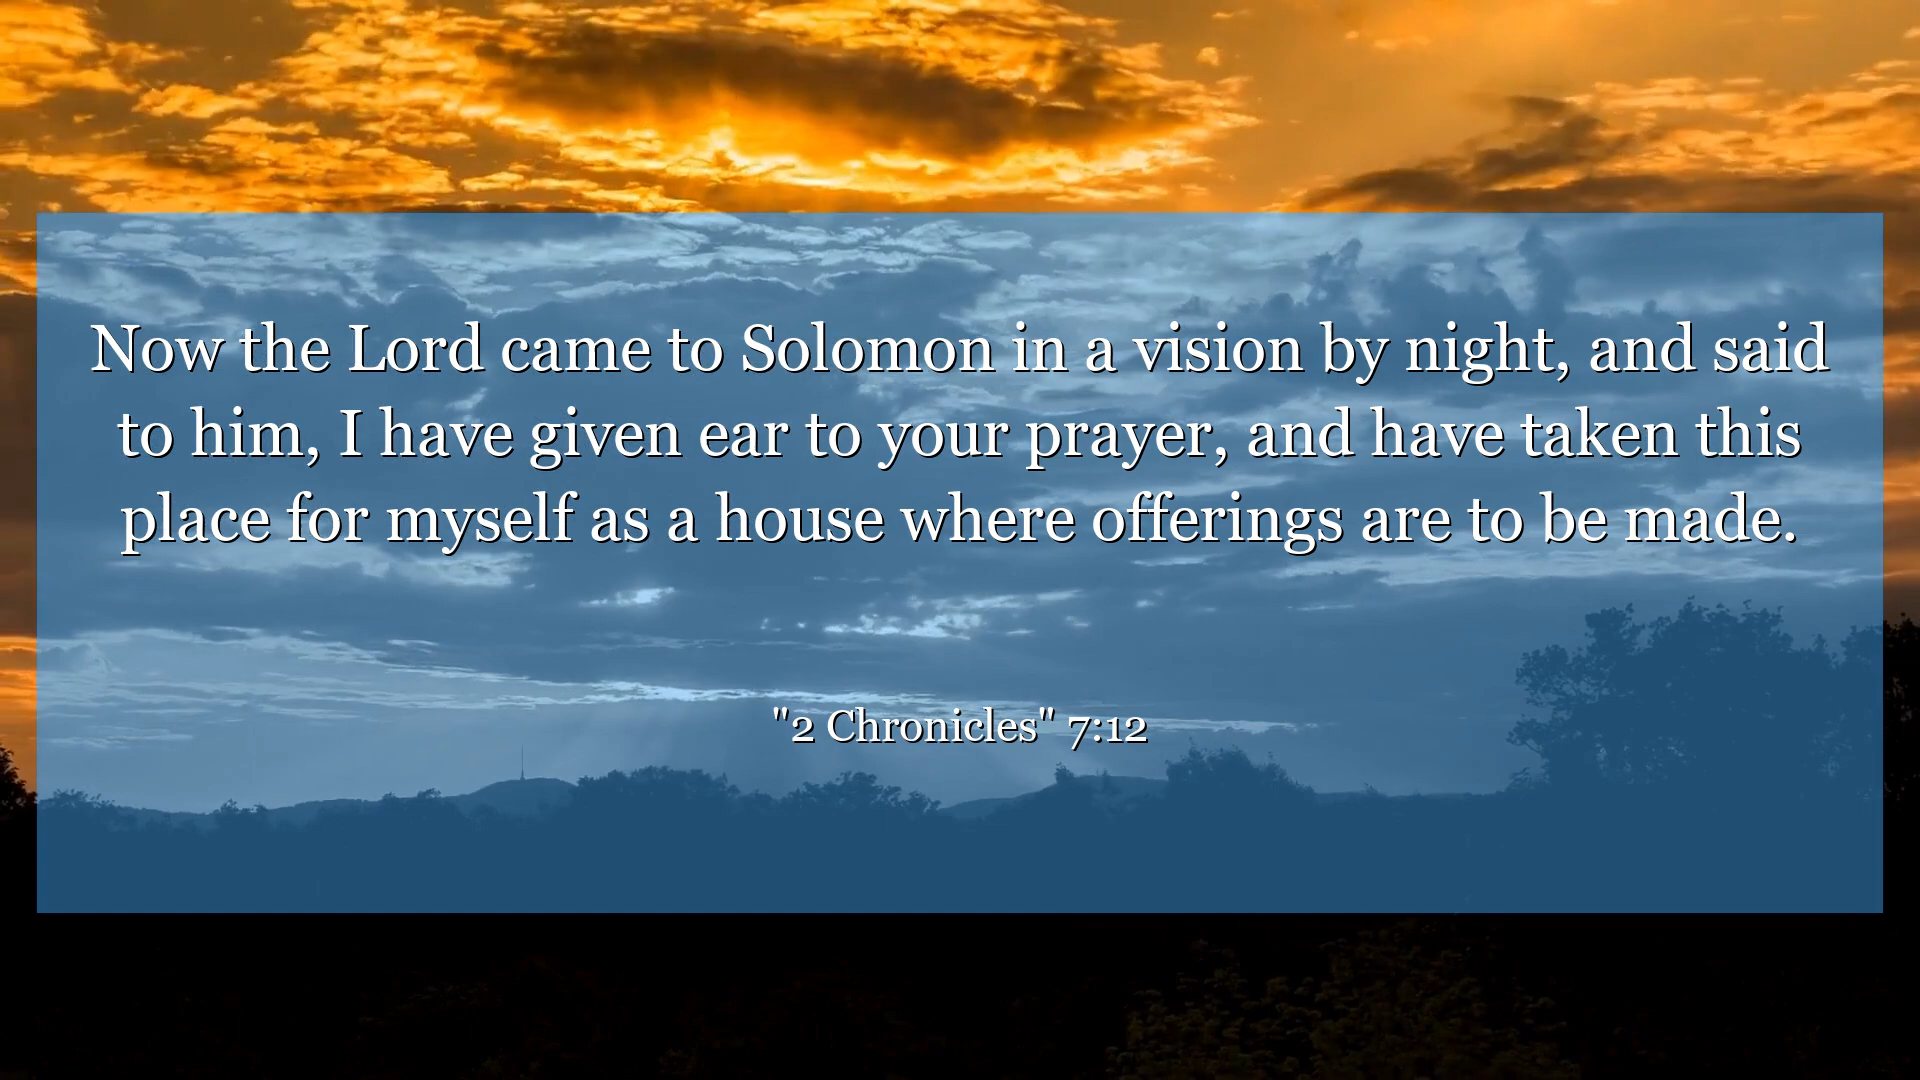 Now the Lord came to Solomon in a vision by night, and said
to him, I have given ear to your prayer, and have taken this
place for myself as a house where offerings are to be made.
"2 Chronicles" 7:12